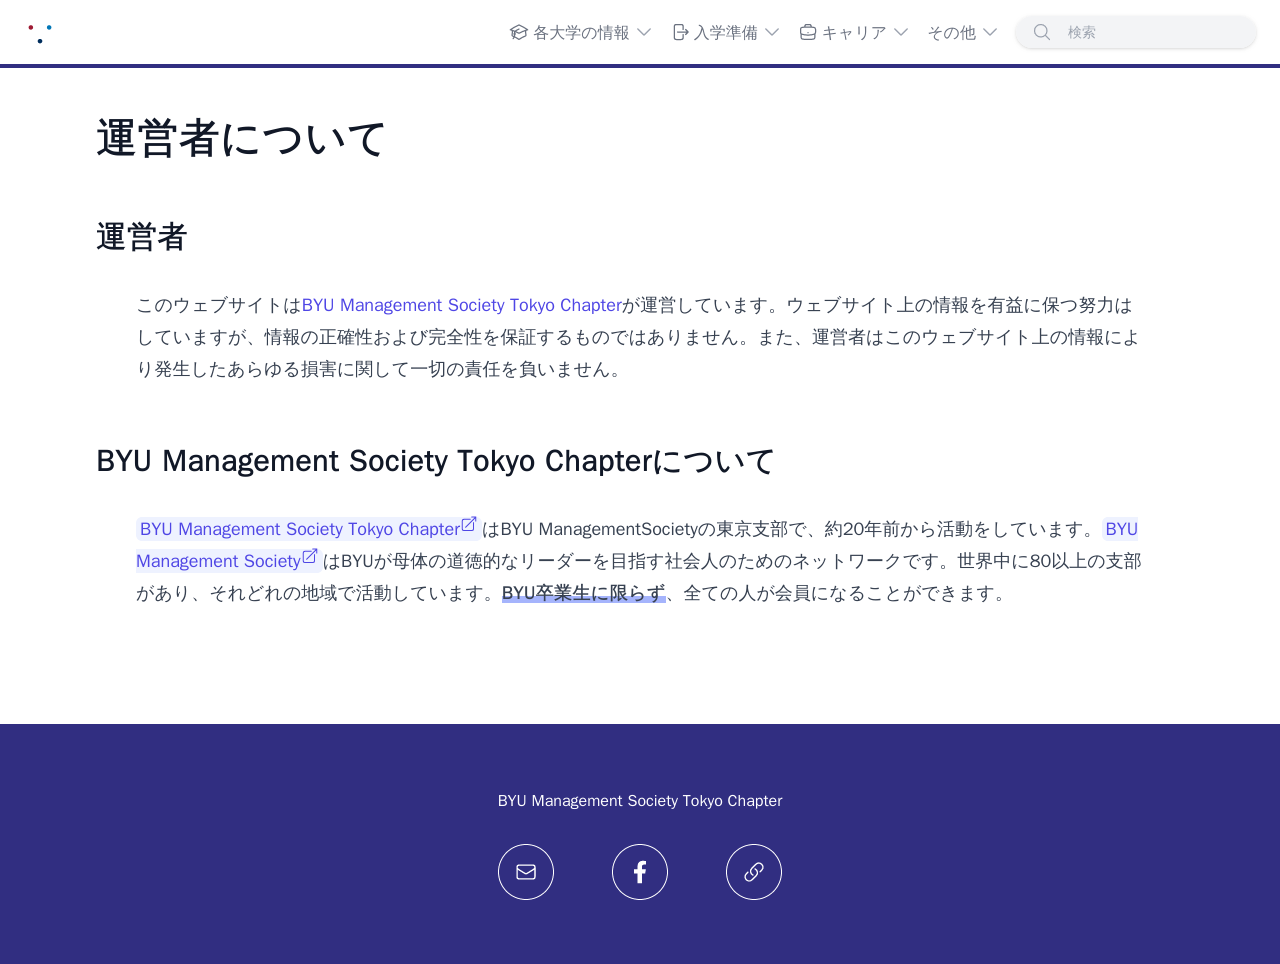 各大学の情報 入学準備 キャリア その他 検索
運営者について
運営者
このウェブサイトはBYU Management Society Tokyo Chapterが運営しています。ウェブサイト上の情報を有益に保つ努力は
していますが、情報の正確性および完全性を保証するものではありません。また、運営者はこのウェブサイト上の情報によ
り発生したあらゆる損害に関して一切の責任を負いません。
BYU Management Society Tokyo Chapterについて
BYU Management Society Tokyo Chapter はBYU ManagementSocietyの東京支部で、約20年前から活動をしています。BYU
Management Society はBYUが母体の道徳的なリーダーを目指す社会人のためのネットワークです。世界中に80以上の支部
があり、それぞれの地域で活動しています。BYU卒業生に限らず、全ての人が会員になることができます。
BYU Management Society Tokyo Chapter